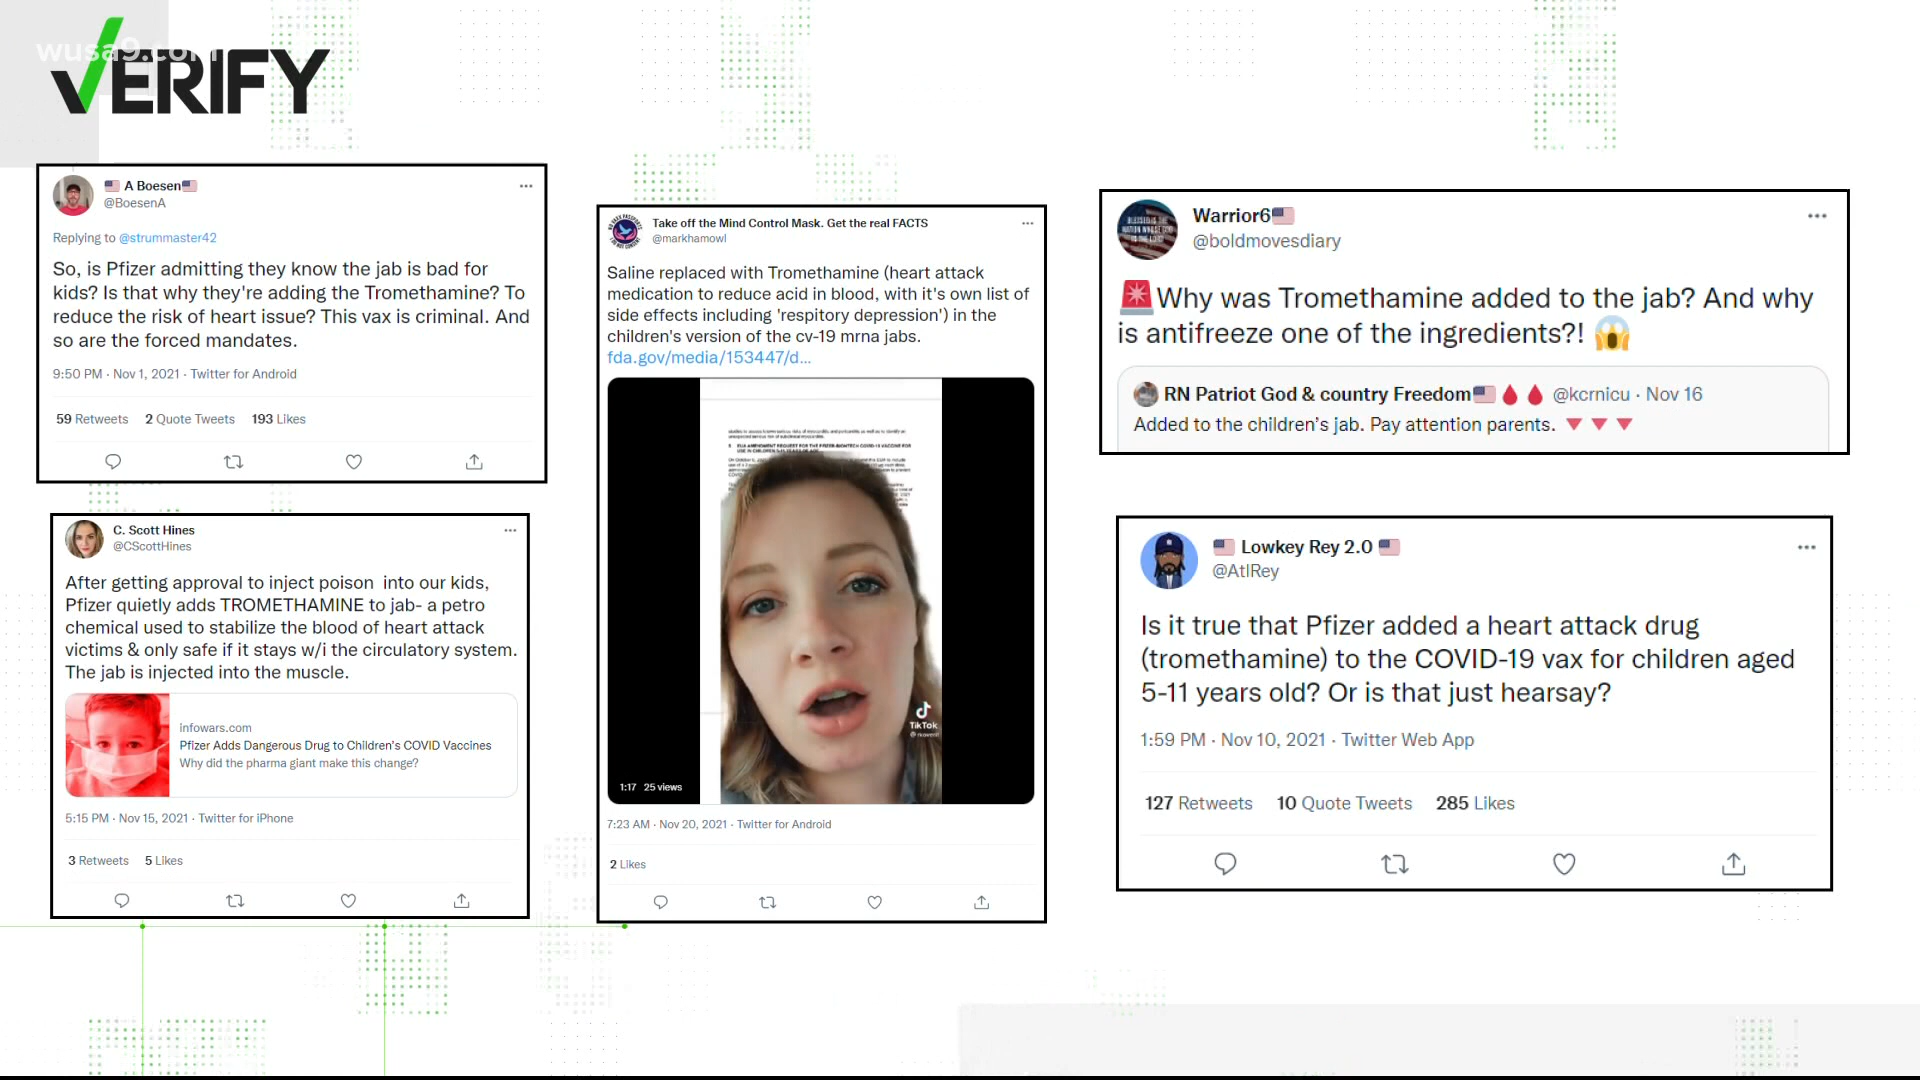 wusa9.com
VERIFY
A Boesen
@BoesenA
Replying to @strummaster42
So, is Pfizer admitting they know the jab is bad for
kids? Is that why they're adding the Tromethamine? To
reduce the risk of heart issue? This vax is criminal. And
so are the forced mandates.
9:50 PM · Nov 1, 2021 · Twitter for Android
59 Retweets 2 Quote Tweets 193 Likes
C. Scott Hines
@CScottHines
After getting approval to inject poison into our kids,
Pfizer quietly adds TROMETHAMINE to jab- a petro
chemical used to stabilize the blood of heart attack
victims & only safe if it stays w/i the circulatory system.
The jab is injected into the muscle.
infowars.com
Pfizer Adds Dangerous Drug to Children's COVID Vaccines
Why did the pharma giant make this change?
5:15 PM · Nov 15, 2021 · Twitter for iPhone
3 Retweets 5 Likes
Take off the Mind Control Mask. Get the real FACTS
@markhamowl
Saline replaced with Tromethamine (heart attack
medication to reduce acid in blood, with it's own list of
side effects including 'respitory depression') in the
children's version of the cv-19 mrna jabs.
fda.gov/media/153447/d...
TikTok
1:17 25 views
7:23 AM · Nov 20, 2021 · Twitter for Android
2 Likes
Warrior6
@boldmovesdiary
🚨Why was Tromethamine added to the jab? And why
is antifreeze one of the ingredients?! 😱
RN Patriot God & country Freedom🇺🇸🩸🩸 @kcrnicu · Nov 16
Added to the children's jab. Pay attention parents. 🔻🔻🔻
Lowkey Rey 2.0
@AtlRey
Is it true that Pfizer added a heart attack drug
(tromethamine) to the COVID-19 vax for children aged
5-11 years old? Or is that just hearsay?
1:59 PM · Nov 10, 2021 · Twitter Web App
127 Retweets 10 Quote Tweets 285 Likes